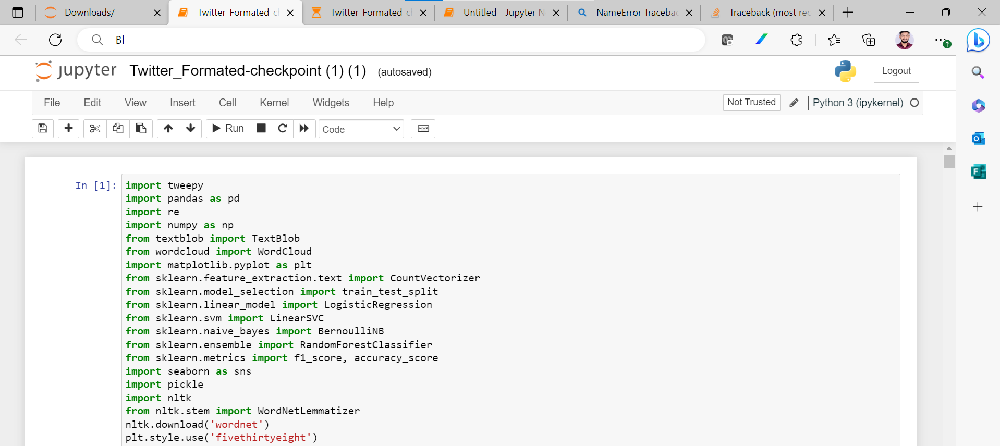 Downloads/
Twitter_Formated-cl
Twitter_Formated-cl
Untitled - Jupyter N
NameError Traceba
Traceback (most rec
Bl
jupyter
Twitter_Formated-checkpoint (1) (1)
(autosaved)
Logout
File Edit View Insert Cell Kernel Widgets Help
Not Trusted
Python 3 (ipykernel)
Run
Code
In [1]:
import tweepy
import pandas as pd
import re
import numpy as np
from textblob import TextBlob
from wordcloud import WordCloud
import matplotlib.pyplot as plt
from sklearn.feature_extraction.text import CountVectorizer
from sklearn.model_selection import train_test_split
from sklearn.linear_model import LogisticRegression
from sklearn.svm import LinearSVC
from sklearn.naive_bayes import BernoulliNB
from sklearn.ensemble import RandomForestClassifier
from sklearn.metrics import f1_score, accuracy_score
import seaborn as sns
import pickle
import nltk
from nltk.stem import WordNetLemmatizer
nltk.download('wordnet')
plt.style.use('fivethirtyeight')